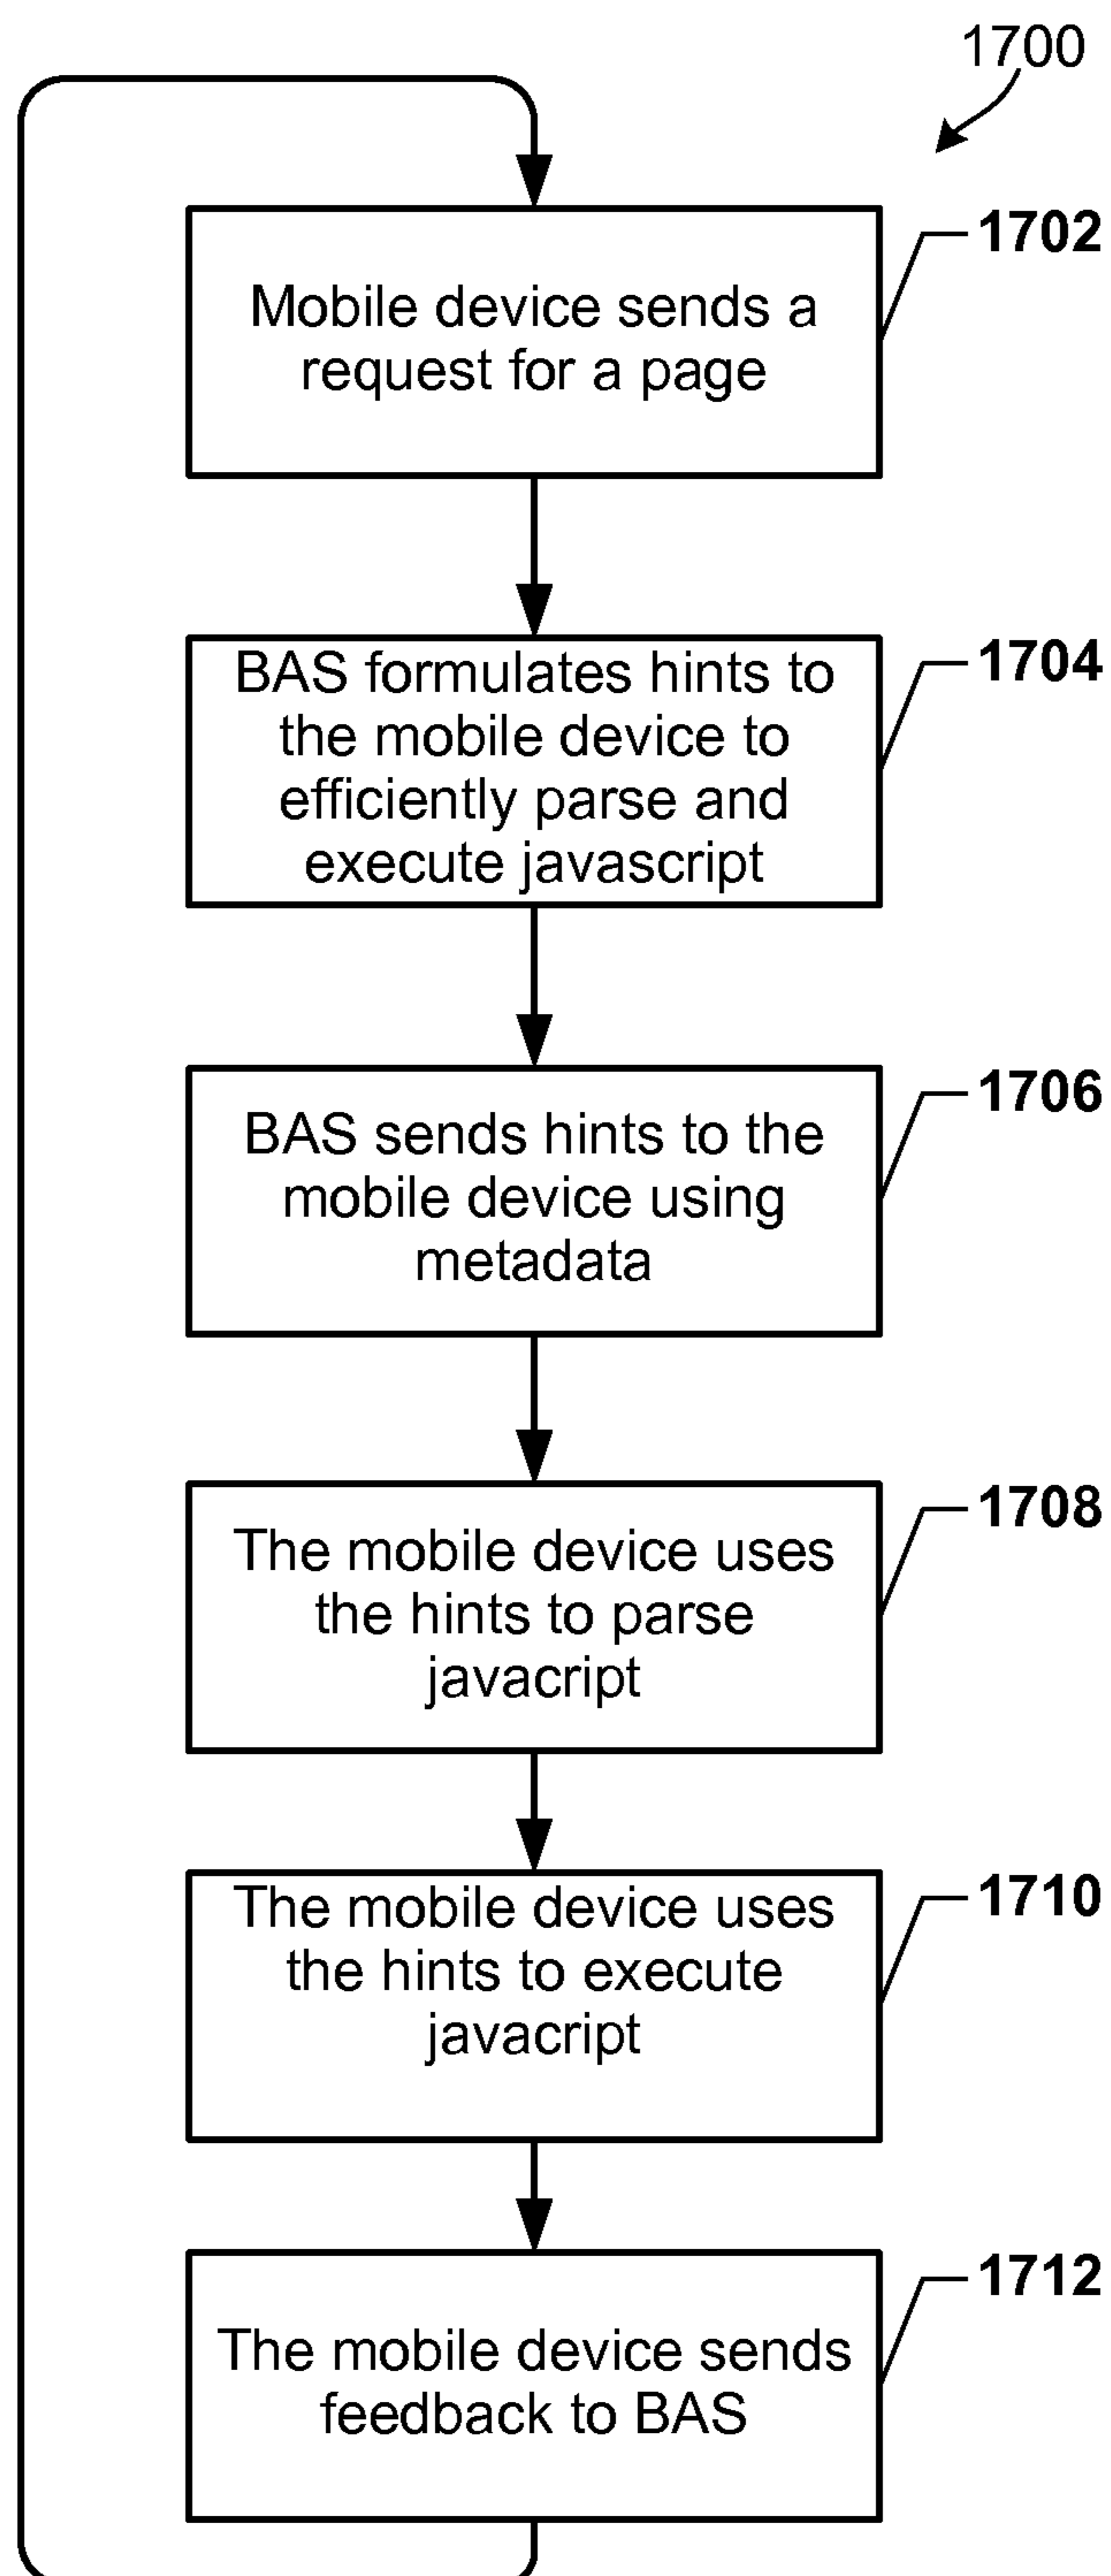 1700
1702
Mobile device sends a
request for a page
1704
BAS formulates hints to
the mobile device to
efficiently parse and
execute javascript
1706
BAS sends hints to the
mobile device using
metadata
1708
The mobile device uses
the hints to parse
javacript
1710
The mobile device uses
the hints to execute
javacript
1712
The mobile device sends
feedback to BAS